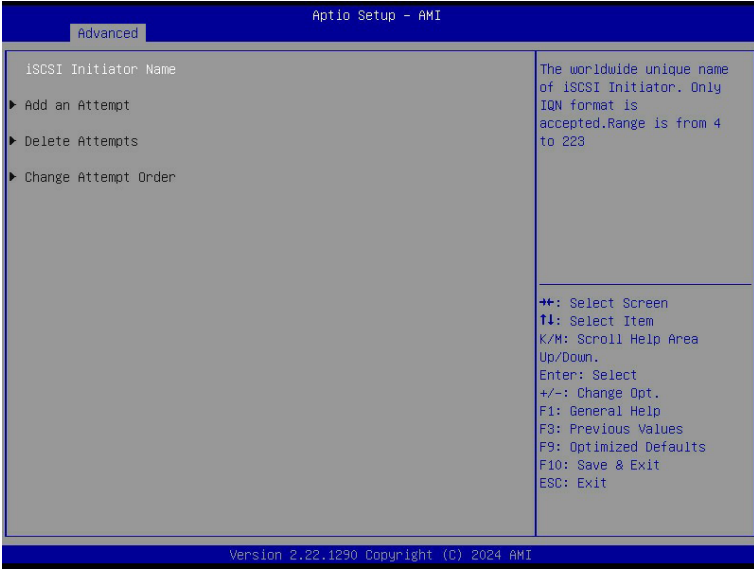 Aptio Setup – AMI
Advanced
iSCSI Initiator Name
▶ Add an Attempt
▶ Delete Attempts
▶ Change Attempt Order
The worldwide unique name
of iSCSI Initiator. Only
IQN format is
accepted.Range is from 4
to 223
→←: Select Screen
↑↓: Select Item
K/M: Scroll Help Area
Up/Down.
Enter: Select
+/-: Change Opt.
F1: General Help
F3: Previous Values
F9: Optimized Defaults
F10: Save & Exit
ESC: Exit
Version 2.22.1290 Copyright (C) 2024 AMI